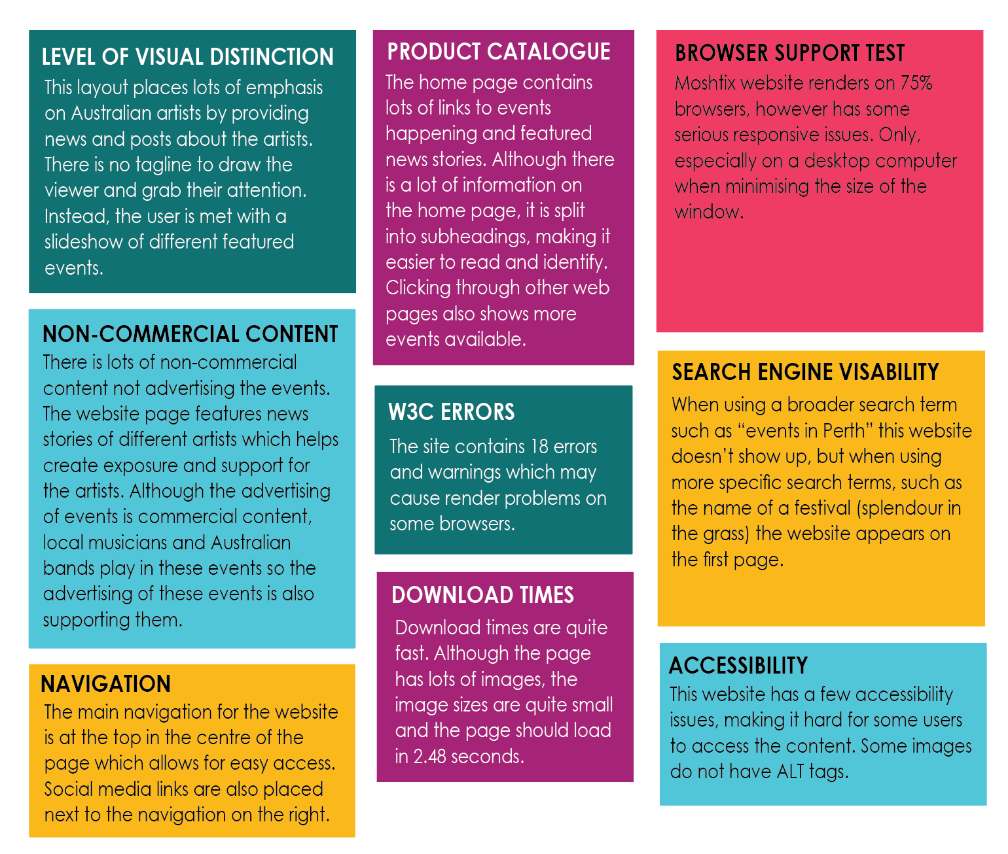 LEVEL OF VISUAL DISTINCTION
This layout places lots of emphasis
on Australian artists by providing
news and posts about the artists.
There is no tagline to draw the
viewer and grab their attention.
Instead, the user is met with a
slideshow of different featured
events.
NON-COMMERCIAL CONTENT
There is lots of non-commercial
content not advertising the events.
The website page features news
stories of different artists which helps
create exposure and support for
the artists. Although the advertising
of events is commercial content,
local musicians and Australian
bands play in these events so the
advertising of these events is also
supporting them.
NAVIGATION
The main navigation for the website
is at the top in the centre of the
page which allows for easy access.
Social media links are also placed
next to the navigation on the right.
PRODUCT CATALOGUE
The home page contains
lots of links to events
happening and featured
news stories. Although there
is a lot of information on
the home page, it is split
into subheadings, making it
easier to read and identify.
Clicking through other web
pages also shows more
events available.
W3C ERRORS
The site contains 18 errors
and warnings which may
cause render problems on
some browsers.
DOWNLOAD TIMES
Download times are quite
fast. Although the page
has lots of images, the
image sizes are quite small
and the page should load
in 2.48 seconds.
BROWSER SUPPORT TEST
Moshtix website renders on 75%
browsers, however has some
serious responsive issues. Only,
especially on a desktop computer
when minimising the size of the
window.
SEARCH ENGINE VISABILITY
When using a broader search term
such as “events in Perth” this website
doesn’t show up, but when using
more specific search terms, such as
the name of a festival (splendour in
the grass) the website appears on
the first page.
ACCESSIBILITY
This website has a few accessibility
issues, making it hard for some users
to access the content. Some images
do not have ALT tags.